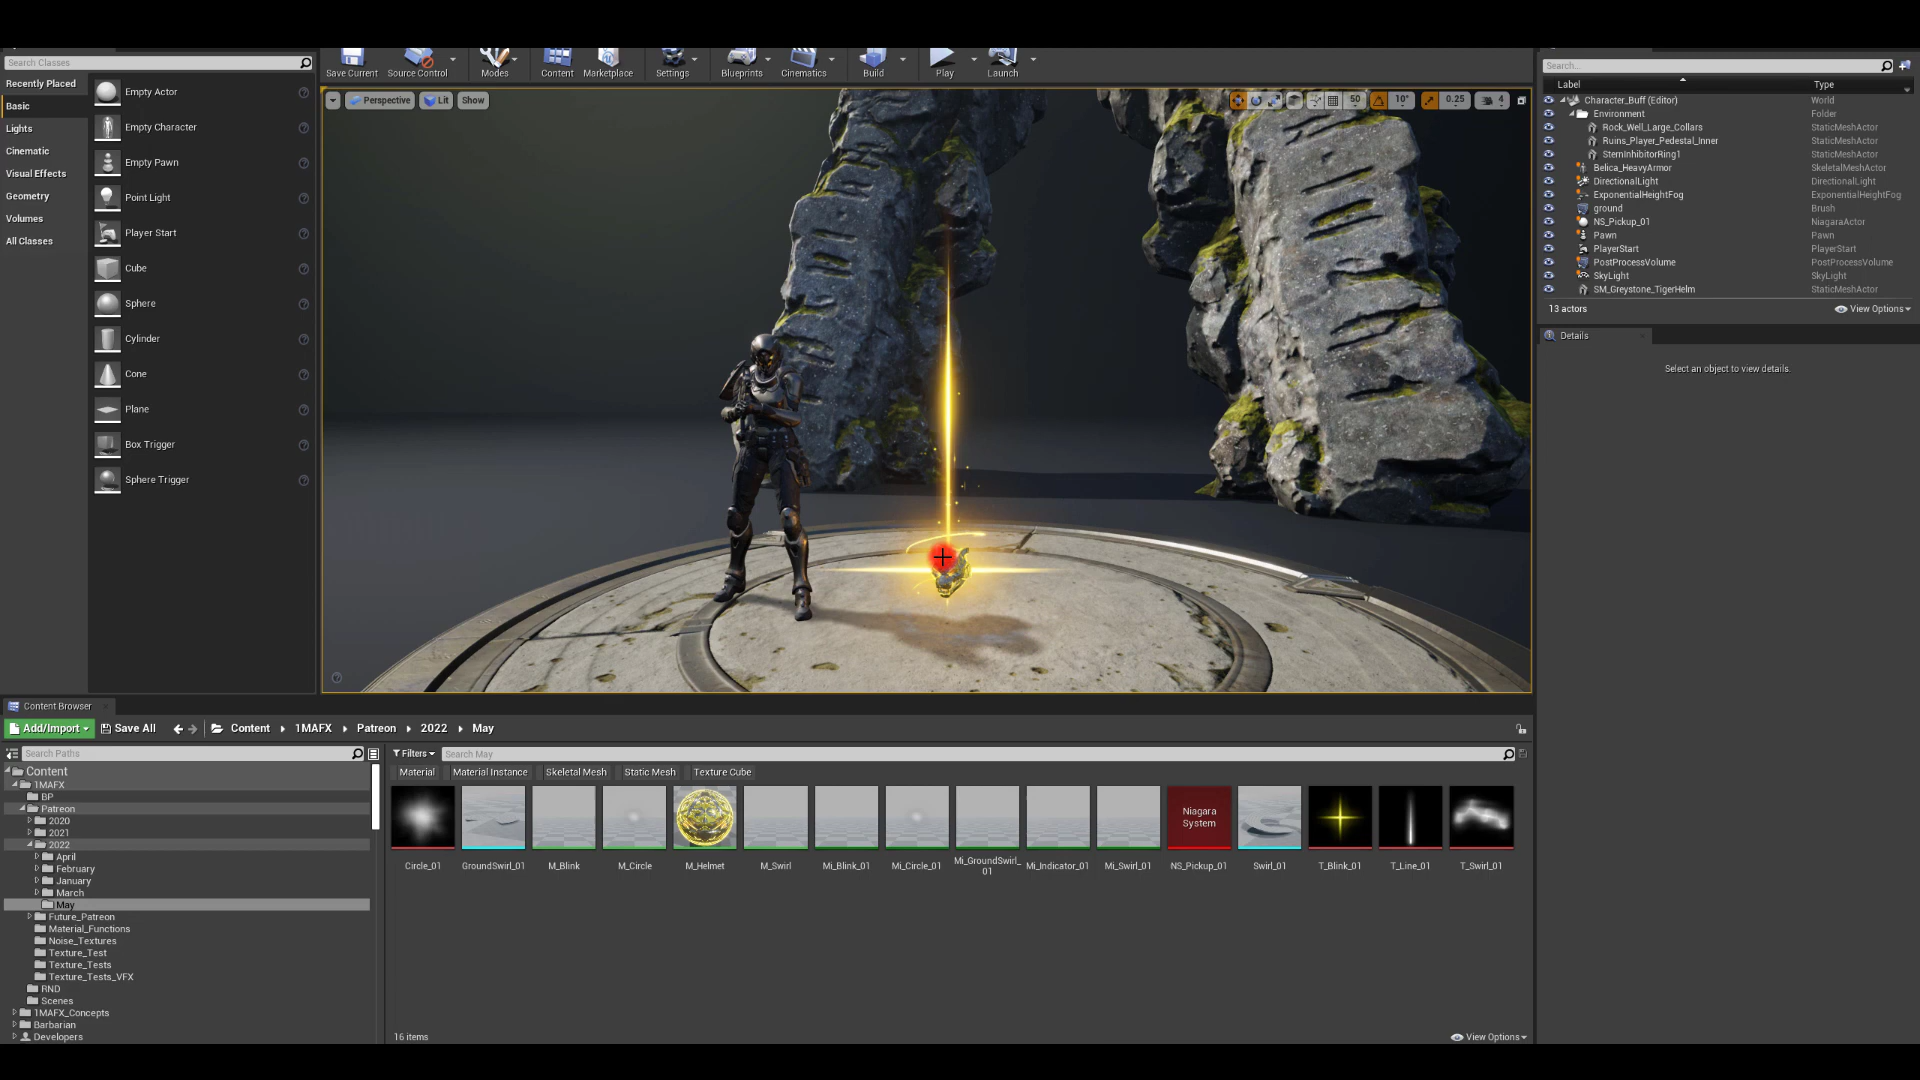 Search Classes
Recently Placed
Basic
Lights
Cinematic
Visual Effects
Geometry
Volumes
All Classes
Empty Actor
Empty Character
Empty Pawn
Point Light
Player Start
Cube
Sphere
Cylinder
Cone
Plane
Box Trigger
Sphere Trigger
Save Current
Source Control
Modes
Content
Marketplace
Settings
Blueprints
Cinematics
Build
Play
Launch
Perspective
Lit
Show
50
10°
0.25
4
Search...
Label Type
Character_Buff (Editor) World
Environment Folder
Rock_Well_Large_Collars StaticMeshActor
Ruins_Player_Pedestal_Inner StaticMeshActor
SternInhibitorRing1 StaticMeshActor
Belica_HeavyArmor SkeletalMeshActor
DirectionalLight DirectionalLight
ExponentialHeightFog ExponentialHeightFog
ground Brush
NS_Pickup_01 NiagaraActor
Pawn Pawn
PlayerStart PlayerStart
PostProcessVolume PostProcessVolume
SkyLight SkyLight
SM_Greystone_TigerHelm StaticMeshActor
13 actors View Options
Details
Select an object to view details.
Content Browser
Add/Import Save All Content 1MAFX Patreon 2022 May
Search Paths
Content
1MAFX
BP
Patreon
2020
2021
2022
April
February
January
March
May
Future_Patreon
Material_Functions
Noise_Textures
Texture_Test
Texture_Tests
Texture_Tests_VFX
RND
Scenes
1MAFX_Concepts
Barbarian
Developers
Filters Search May
Material Material Instance Skeletal Mesh Static Mesh Texture Cube
Niagara
System
Circle_01 GroundSwirl_01 M_Blink M_Circle M_Helmet M_Swirl Mi_Blink_01 Mi_Circle_01 Mi_GroundSwirl_
01 Mi_Indicator_01 Mi_Swirl_01 NS_Pickup_01 Swirl_01 T_Blink_01 T_Line_01 T_Swirl_01
16 items View Options